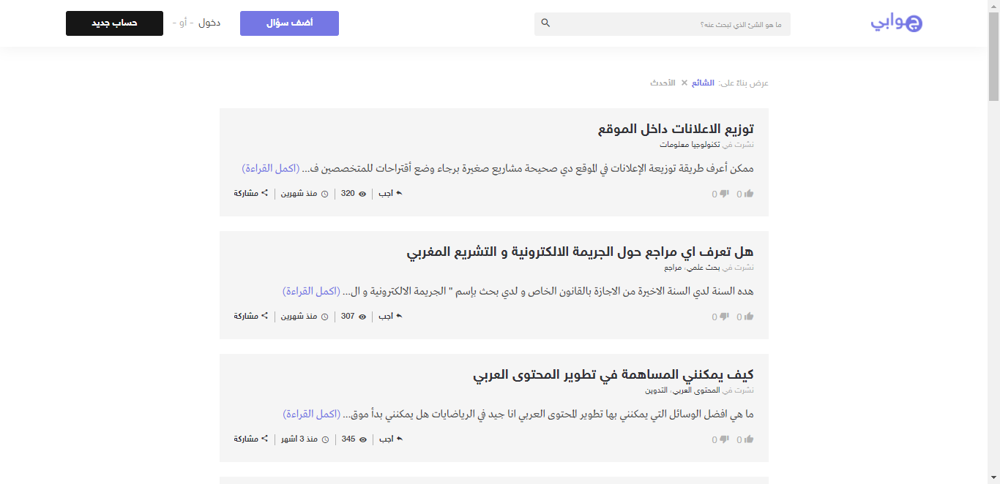 جوابي
ما هو الشئ الذي تبحث عنه؟
أضف سؤال
دخول - أو -
حساب جديد
عرض بناءً على: الشائع × الأحدث
توزيع الاعلانات داخل الموقع
نشرت في تكنولوجيا معلومات
ممكن أعرف طريقة توزيعة الإعلانات في الموقع دي صحيحة مشاريع صغيرة برجاء وضع أقتراحات للمتخصصين ف... (اكمل القراءة)
0 0 اجب | 320 | منذ شهرين | مشاركة
هل تعرف اي مراجع حول الجريمة الالكترونية و التشريع المغربي
نشرت في بحث علمي، مراجع
هده السنة لدي السنة الاخيرة من الاجازة بالقانون الخاص و لدي بحث بإسم " الجريمة الالكترونية و ال... (اكمل القراءة)
0 0 اجب | 307 | منذ شهرين | مشاركة
كيف يمكنني المساهمة في تطوير المحتوى العربي
نشرت في المحتوى العربي، التدوين
ما هي افضل الوسائل التي يمكنني بها تطوير المحتوى العربي انا جيد في الرياضايات هل يمكنني بدأ موق... (اكمل القراءة)
0 0 اجب | 345 | منذ 3 اشهر | مشاركة